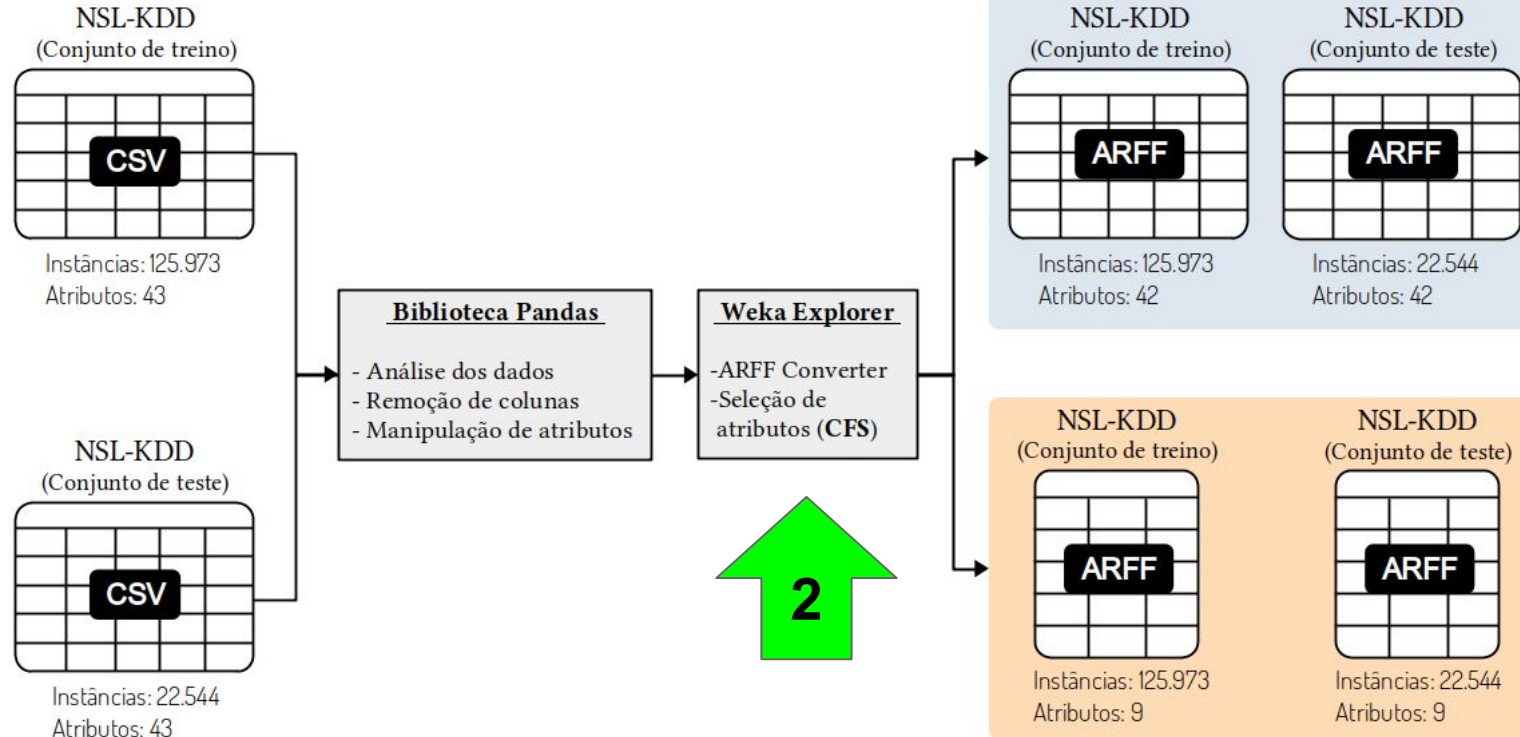 NSL-KDD
(Conjunto de treino)
CSV
Instâncias: 125.973
Atributos: 43
NSL-KDD
(Conjunto de teste)
CSV
Instâncias: 22.544
Atributos: 43
Biblioteca Pandas
- Análise dos dados
- Remoção de colunas
- Manipulação de atributos
Weka Explorer
-ARFF Converter
-Seleção de
atributos (CFS)
2
NSL-KDD
(Conjunto de treino)
ARFF
Instâncias: 125.973
Atributos: 42
NSL-KDD
(Conjunto de teste)
ARFF
Instâncias: 22.544
Atributos: 42
NSL-KDD
(Conjunto de treino)
ARFF
Instâncias: 125.973
Atributos: 9
NSL-KDD
(Conjunto de teste)
ARFF
Instâncias: 22.544
Atributos: 9